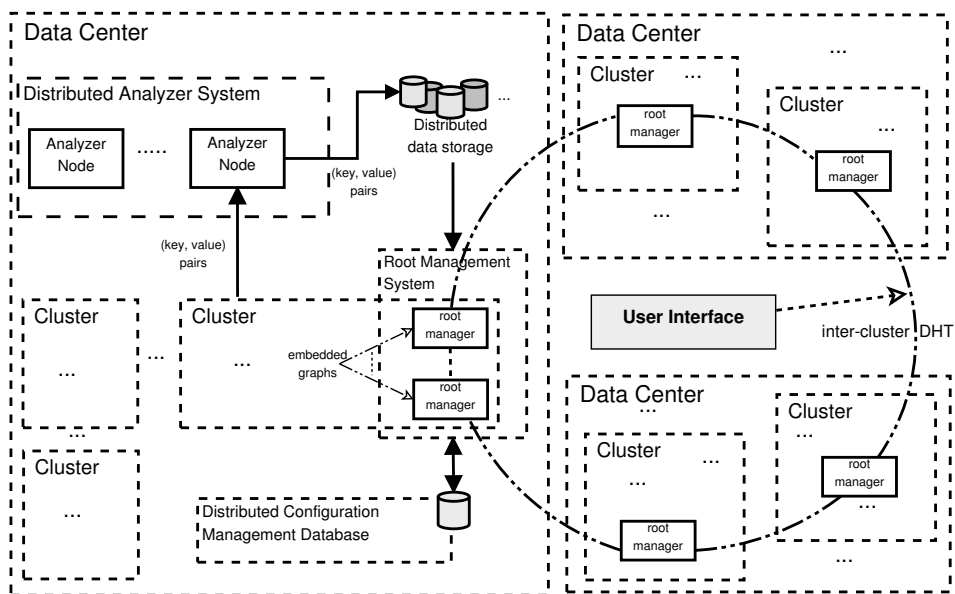 Data Center
Distributed Analyzer System
Analyzer
Node
.....
Analyzer
Node
...
Distributed
data storage
(key, value)
pairs
(key, value)
pairs
Root Management
System
Cluster
...
...
Cluster
...
embedded
graphs
root
manager
root
manager
...
Cluster
...
Distributed Configuration
Management Database
Data Center
...
Cluster
...
root
manager
...
Cluster
...
root
manager
User Interface
inter-cluster DHT
Data Center
...
Cluster
...
...
root
manager
Cluster
...
root
manager
...
...